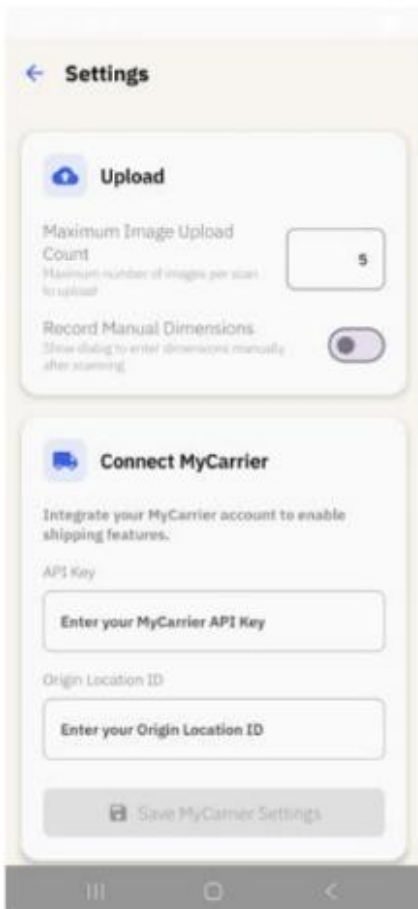 Settings
Upload
Maximum Image Upload
Count
5
Maximum number of images per scan
to upload
Record Manual Dimensions
Show dialog to enter dimensions manually
after scanning
Connect MyCarrier
Integrate your MyCarrier account to enable
shipping features.
API Key
Enter your MyCarrier API Key
Origin Location ID
Enter your Origin Location ID
Save MyCarrier Settings